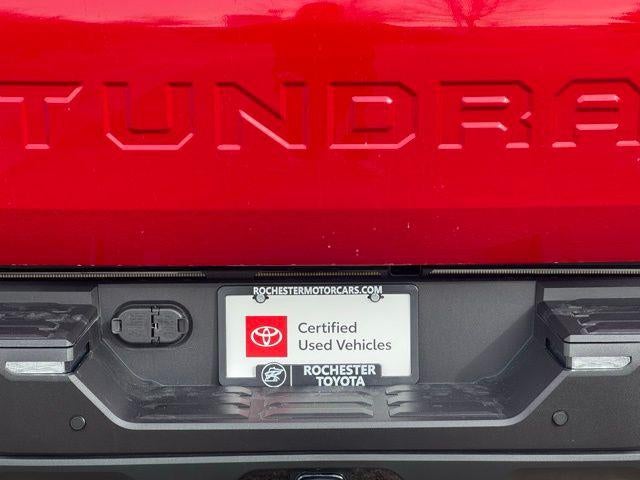 TUNDRA
ROCHESTERMOTORCARS.COM
Certified
Used Vehicles
ROCHESTER
TOYOTA